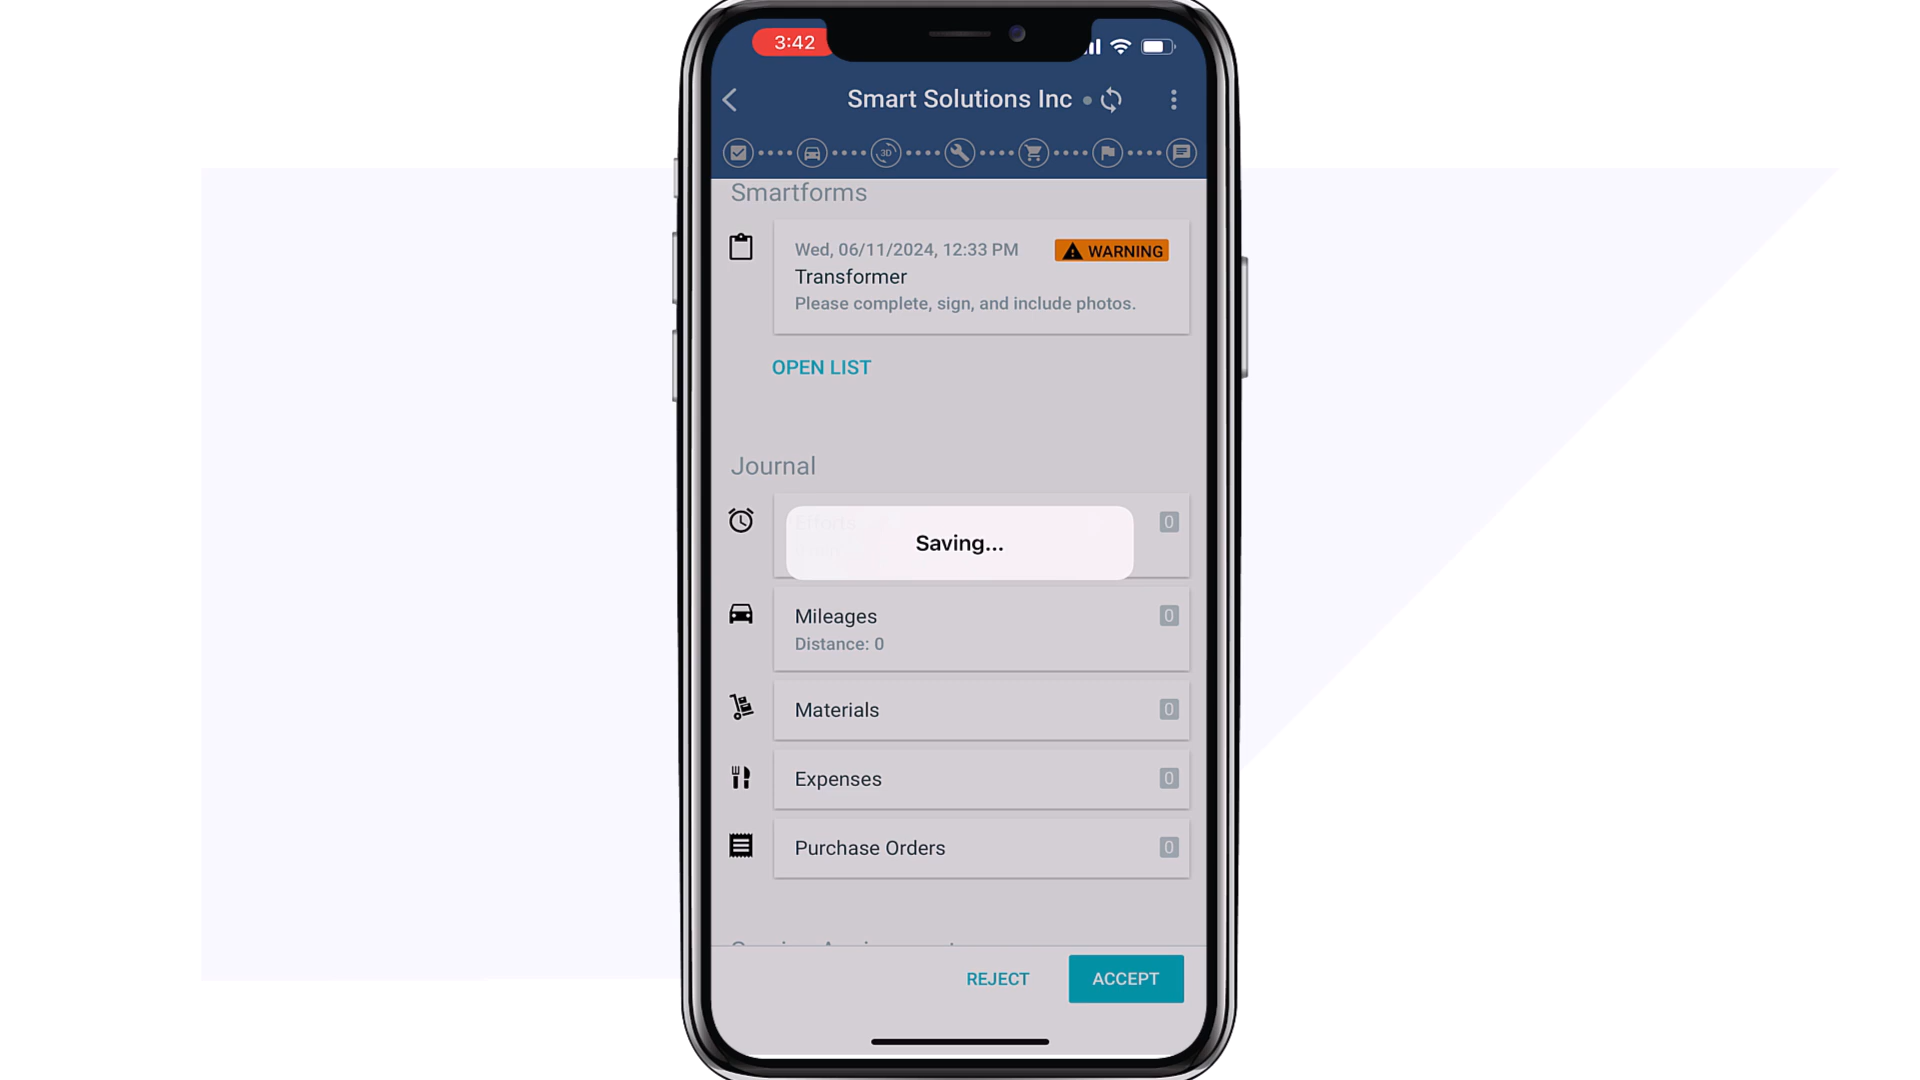 3:42
Smart Solutions Inc
3D
Smartforms
Wed, 06/11/2024, 12:33 PM
WARNING
Transformer
Please complete, sign, and include photos.
OPEN LIST
Journal
Efforts
0
Saving...
Mileages
0
Distance: 0
Materials
0
Expenses
0
Purchase Orders
0
REJECT
ACCEPT